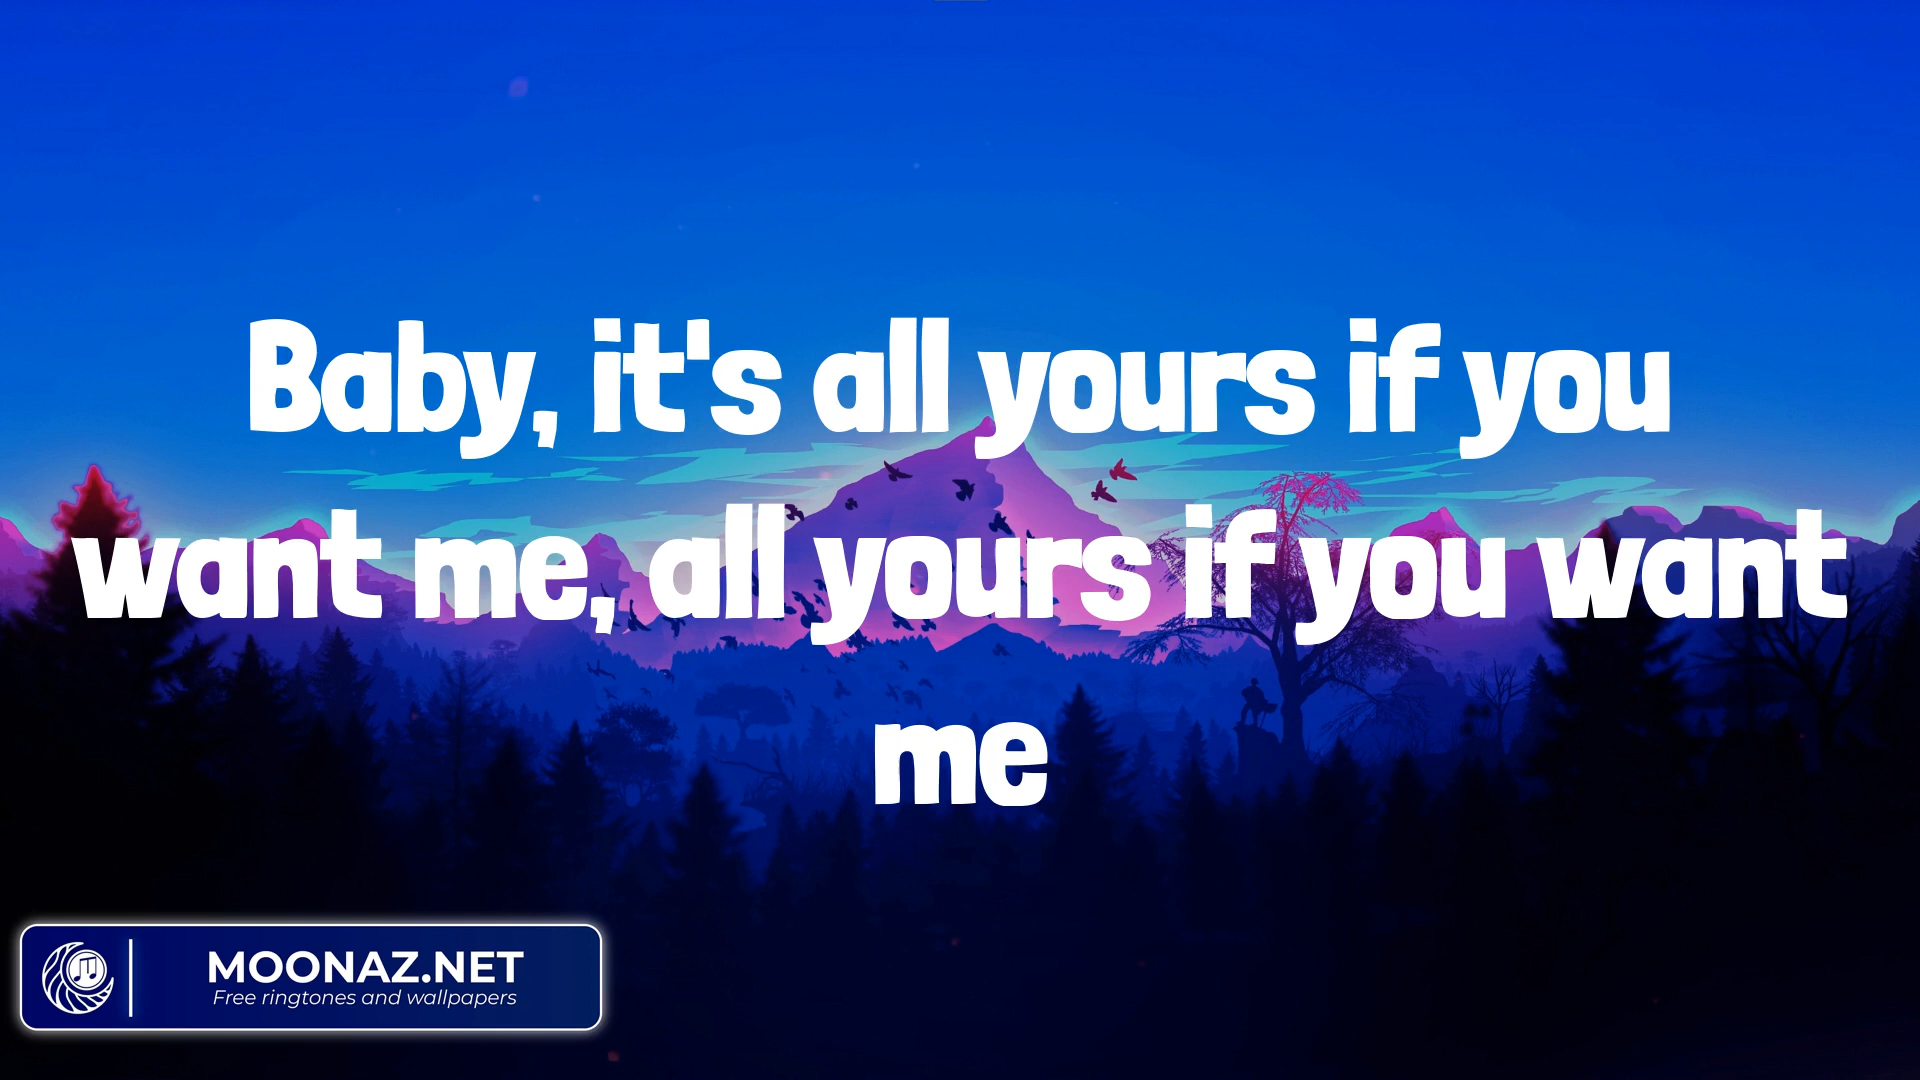 Baby, it's all yours if you
want me, all yours if you want
me
MOONAZ.NET
Free ringtones and wallpapers